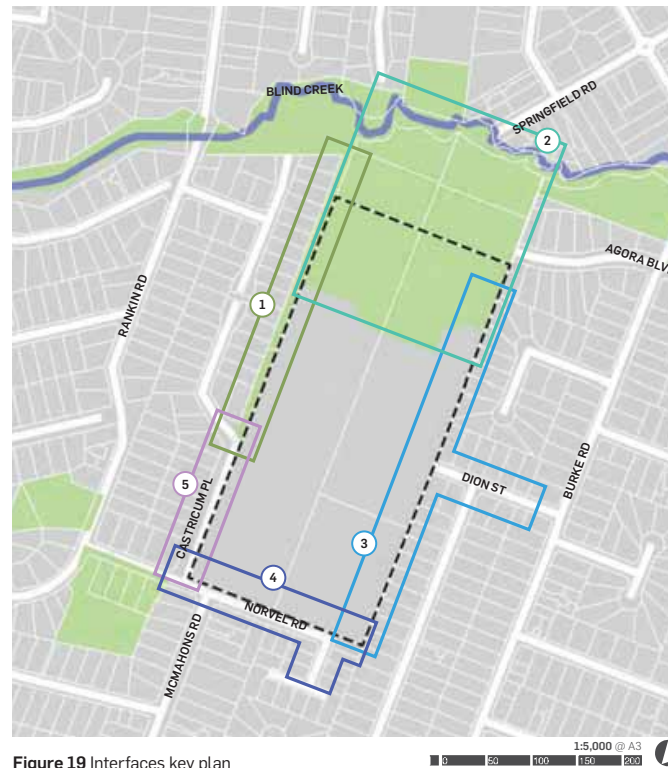 BLIND CREEK
SPRINGFIELD RD
2
AGORA BLV
RANKIN RD
1
BURKE RD
5
CASTRICUM PL
DION ST
3
4
NORVEL RD
MCMAHONS RD
1:5,000 @ A3
Figure 19 Interfaces key plan
0 50 100 150 200